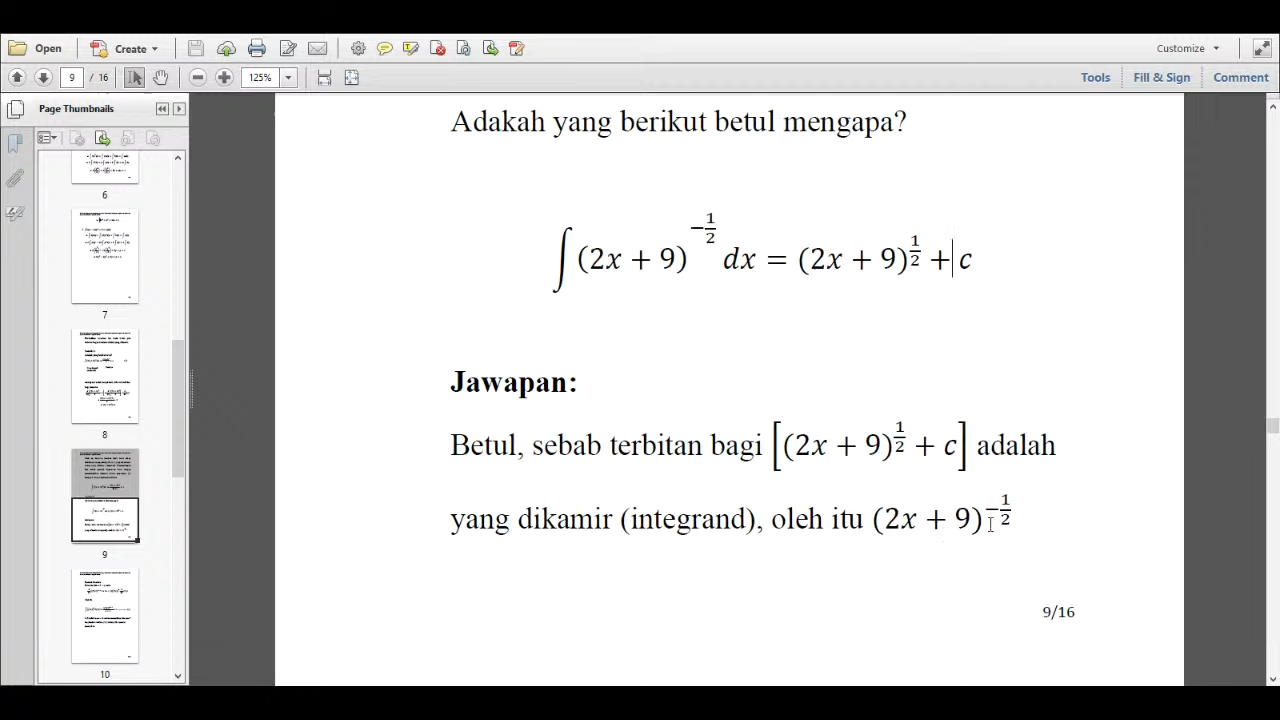 Open
Create
Customize
9 / 16
125%
Tools
Fill & Sign
Comment
Page Thumbnails
6
7
8
9
10
Adakah yang berikut betul mengapa?
∫(2x + 9)^(−1/2) dx = (2x + 9)^(1/2) + c
Jawapan:
Betul, sebab terbitan bagi [(2x + 9)^(1/2) + c] adalah
yang dikamir (integrand), oleh itu (2x + 9)^(−1/2)
9/16